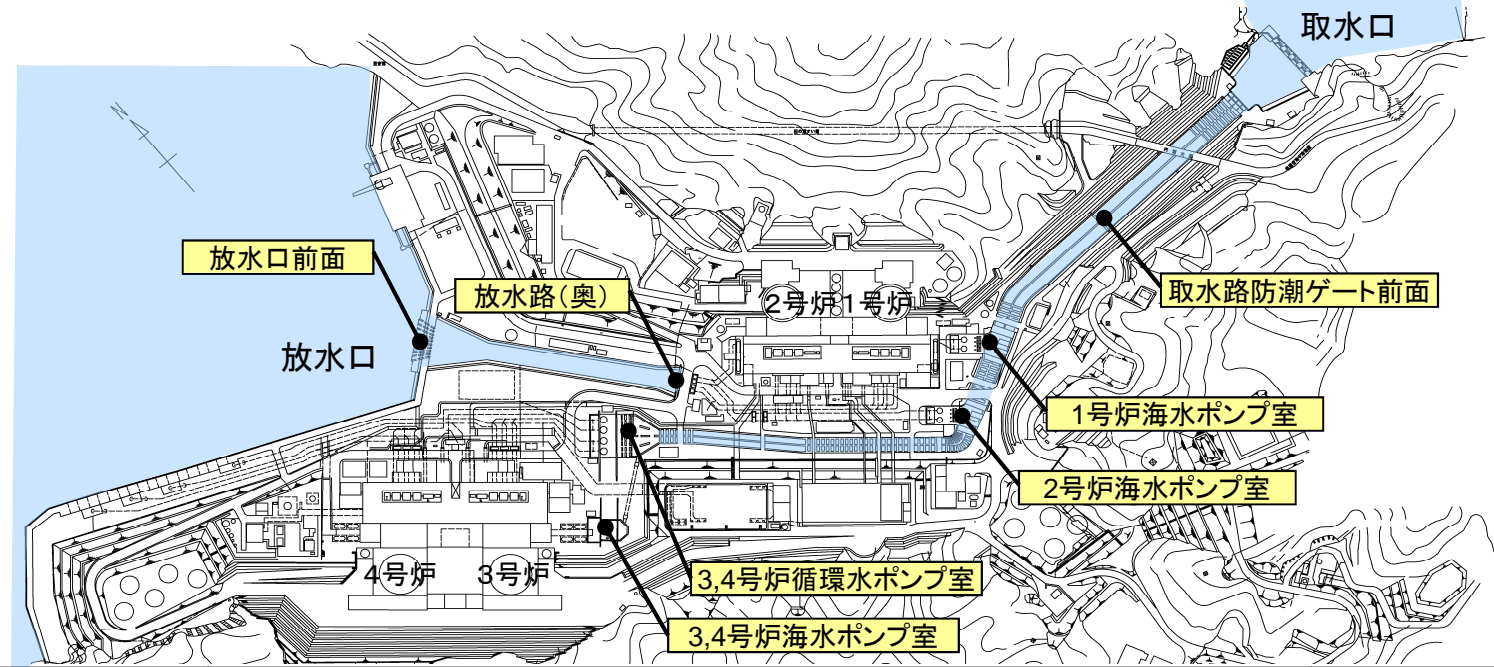 取水口
放水口前面
放水路(奥)
2号炉
1号炉
取水路防潮ゲート前面
放水口
1号炉海水ポンプ室
2号炉海水ポンプ室
4号炉
3号炉
3,4号炉循環水ポンプ室
3,4号炉海水ポンプ室